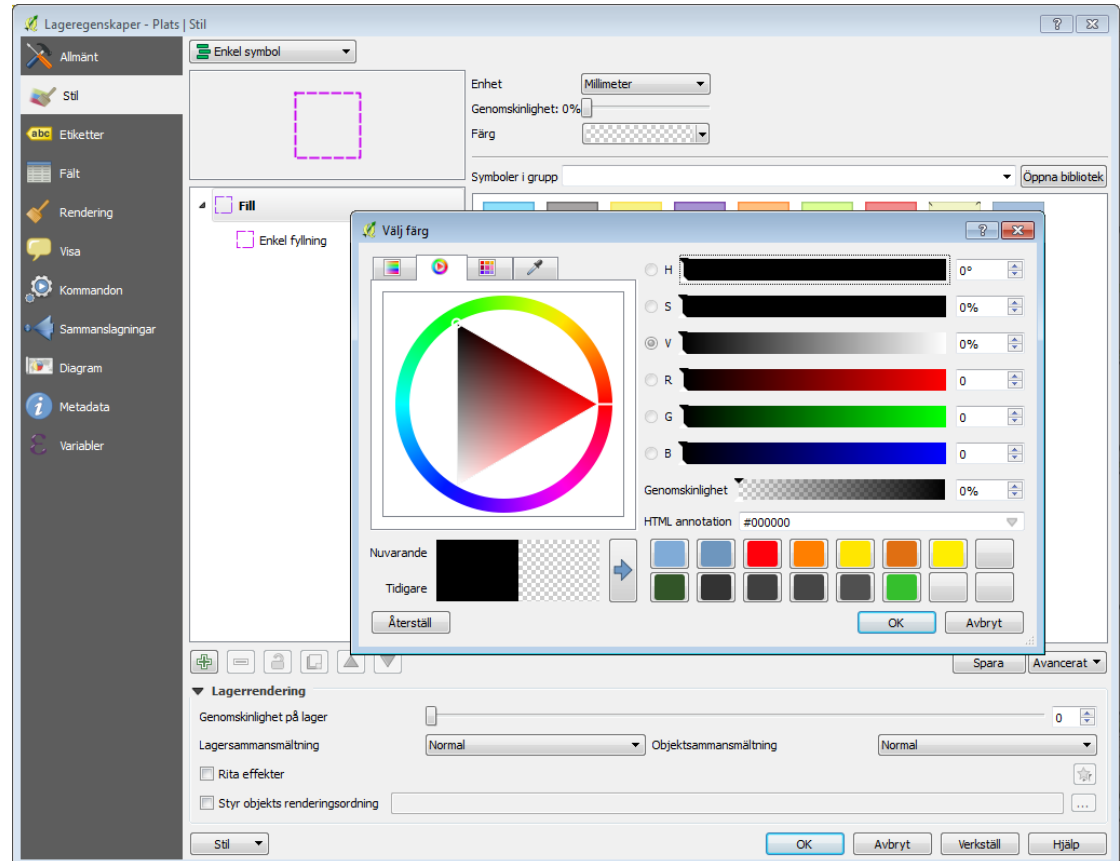 Lageregenskaper - Plats | Stil
Allmänt
Stil
abc Etiketter
Fält
Rendering
Visa
Kommandon
Sammanslagningar
Diagram
Metadata
Variabler
Enkel symbol
Enhet Millimeter
Genomskinlighet: 0%
Färg
Symboler i grupp Öppna bibliotek
Fill
Enkel fyllning
Välj färg
H 0°
S 0%
V 0%
R 0
G 0
B 0
Genomskinlighet 0%
HTML annotation #000000
Nuvarande
Tidigare
Återställ OK Avbryt
Spara Avancerat
Lagerrendering
Genomskinlighet på lager 0
Lagersammansmältning Normal Objektsammansmältning Normal
Rita effekter
Styr objekts renderingsordning ...
Stil OK Avbryt Verkställ Hjälp